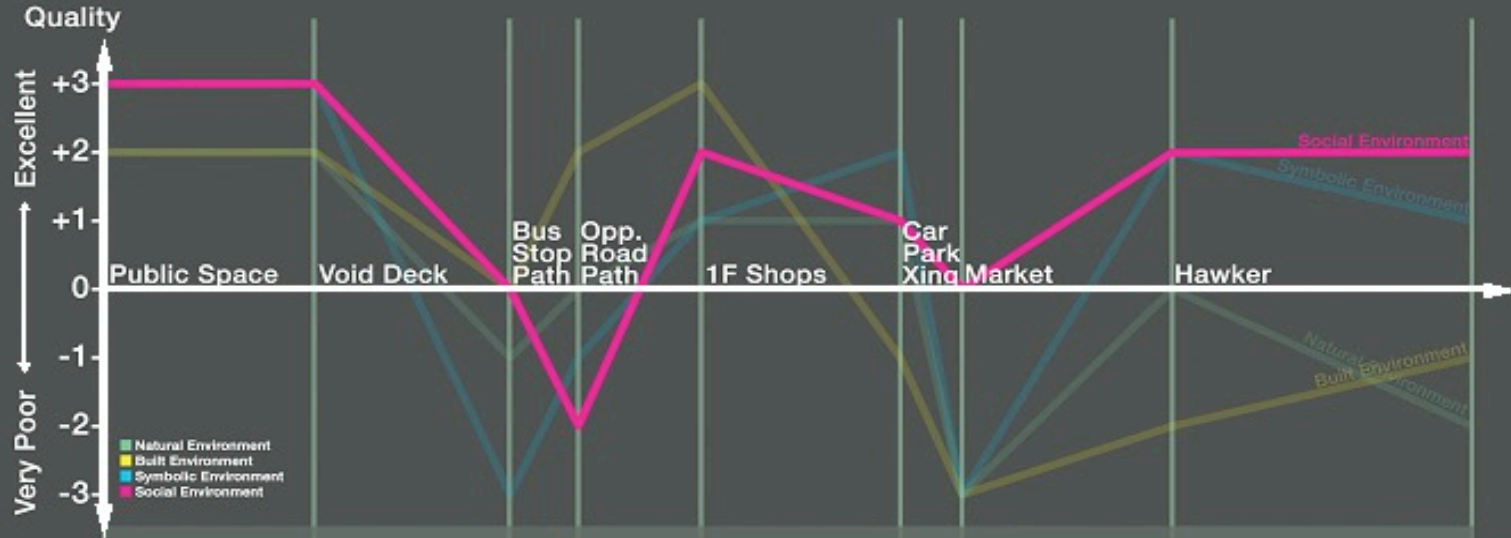 Quality
Excellent
Very Poor
+3
+2
+1
0
-1
-2
-3
Public Space
Void Deck
Bus
Stop
Path
Opp.
Road
Path
1F Shops
Car
Park
Xing
Market
Hawker
Social Environment
Symbolic Environment
Natural Environment
Built Environment
Natural Environment
Built Environment
Symbolic Environment
Social Environment